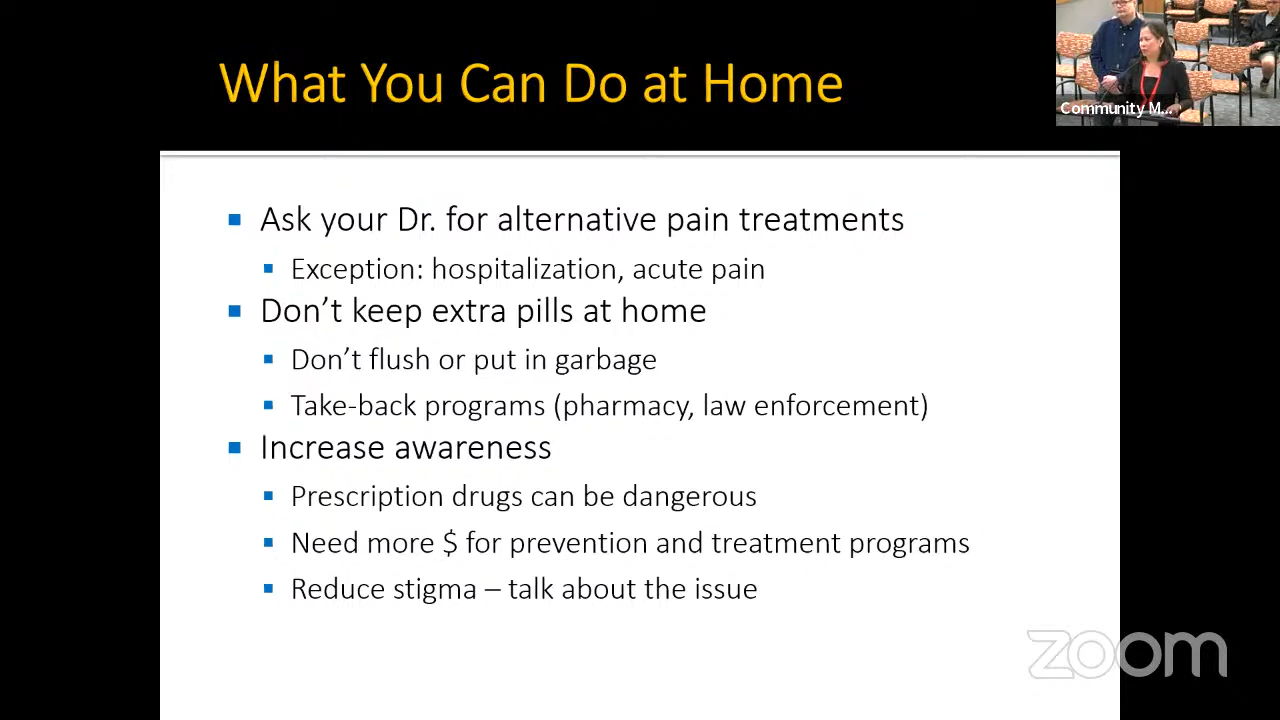 What You Can Do at Home
Community M...
Ask your Dr. for alternative pain treatments
Exception: hospitalization, acute pain
Don’t keep extra pills at home
Don’t flush or put in garbage
Take-back programs (pharmacy, law enforcement)
Increase awareness
Prescription drugs can be dangerous
Need more $ for prevention and treatment programs
Reduce stigma – talk about the issue
zoom